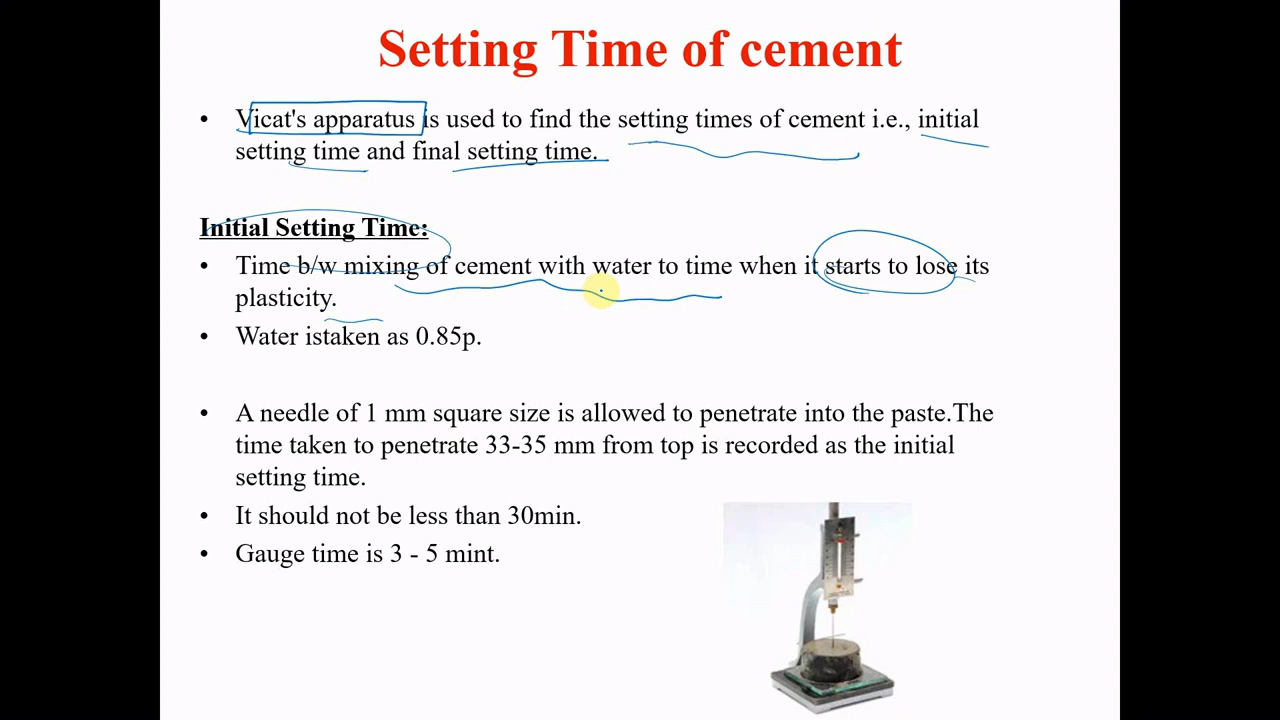 Setting Time of cement
• Vicat's apparatus is used to find the setting times of cement i.e., initial
setting time and final setting time.
Initial Setting Time:
• Time b/w mixing of cement with water to time when it starts to lose its
plasticity.
• Water istaken as 0.85p.
• A needle of 1 mm square size is allowed to penetrate into the paste.The
time taken to penetrate 33-35 mm from top is recorded as the initial
setting time.
• It should not be less than 30min.
• Gauge time is 3 - 5 mint.